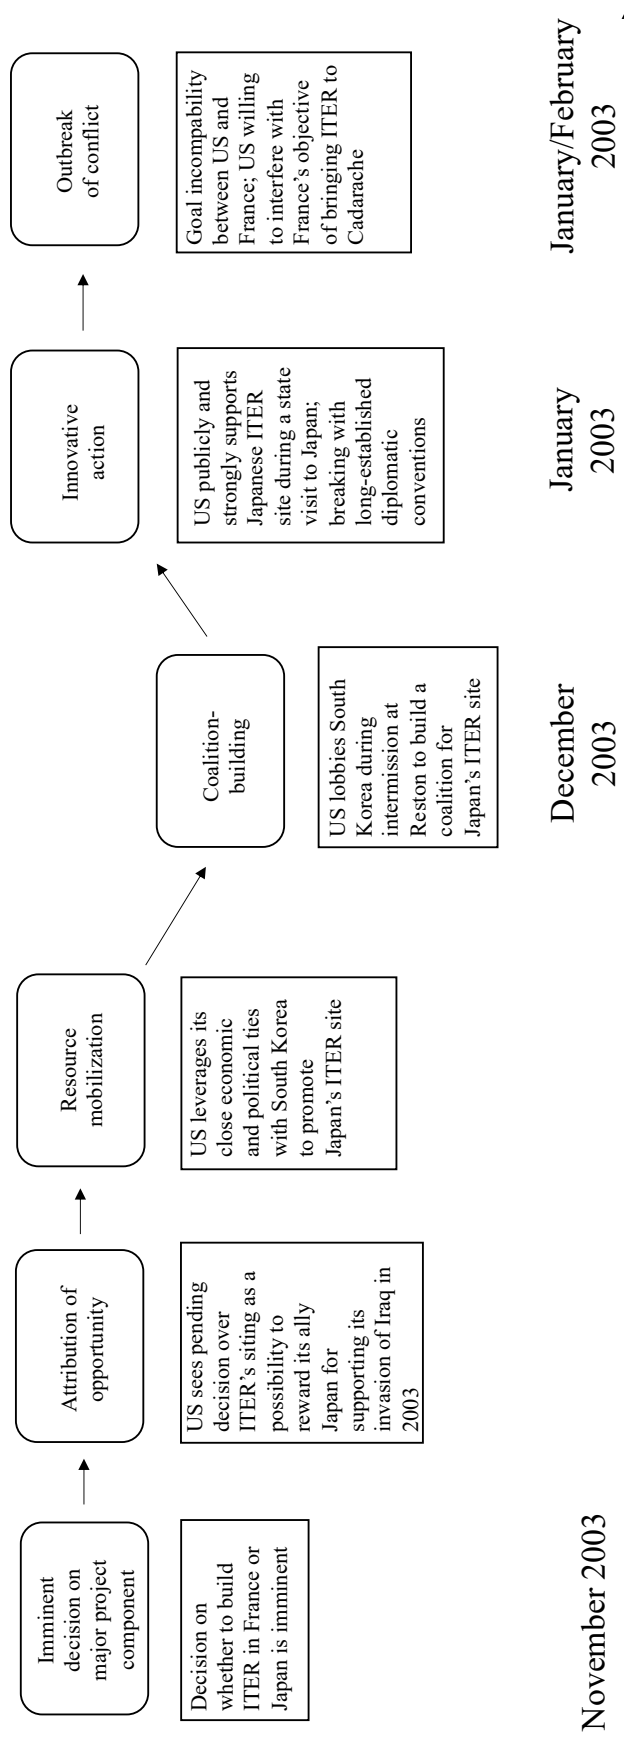 Imminent
decision on
major project
component
Attribution of
opportunity
Resource
mobilization
Coalition-
building
Innovative
action
Outbreak
of conflict
Decision on
whether to build
ITER in France or
Japan is imminent
US sees pending
decision over
ITER's siting as a
possibility to
reward its ally
Japan for
supporting its
invasion of Iraq in
2003
US leverages its
close economic
and political ties
with South Korea
to promote
Japan's ITER site
US lobbies South
Korea during
intermission at
Reston to build a
coalition for
Japan's ITER site
US publicly and
strongly supports
Japanese ITER
site during a state
visit to Japan;
breaking with
long-established
diplomatic
conventions
Goal incompability
between US and
France; US willing
to interfere with
France's objective
of bringing ITER to
Cadarache
November 2003
December
2003
January
2003
January/February
2003